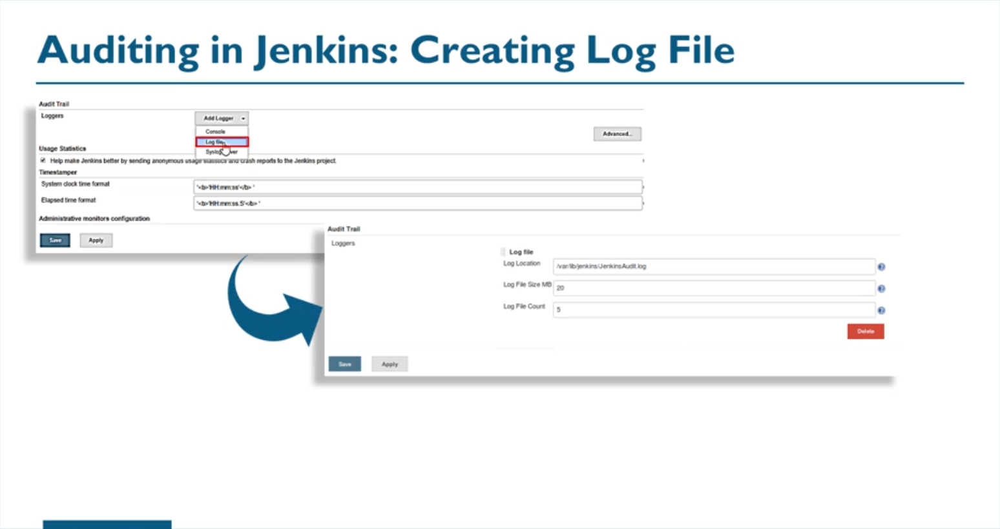 Auditing in Jenkins: Creating Log File
Audit Trail
Loggers
Add Logger
Console
Log file
Advanced...
Usage Statistics
Help make Jenkins better by sending anonymous usage statistics and crash reports to the Jenkins project.
Timestamper
System clock time format
'<b>'HH:mm:ss'</b> '
Elapsed time format
'<b>'HH:mm:ss.S'</b> '
Administrative monitors configuration
Save Apply
Audit Trail
Loggers
Log file
Log Location /var/lib/jenkins/JenkinsAudit.log
Log File Size MB 20
Log File Count 5
Delete
Save Apply